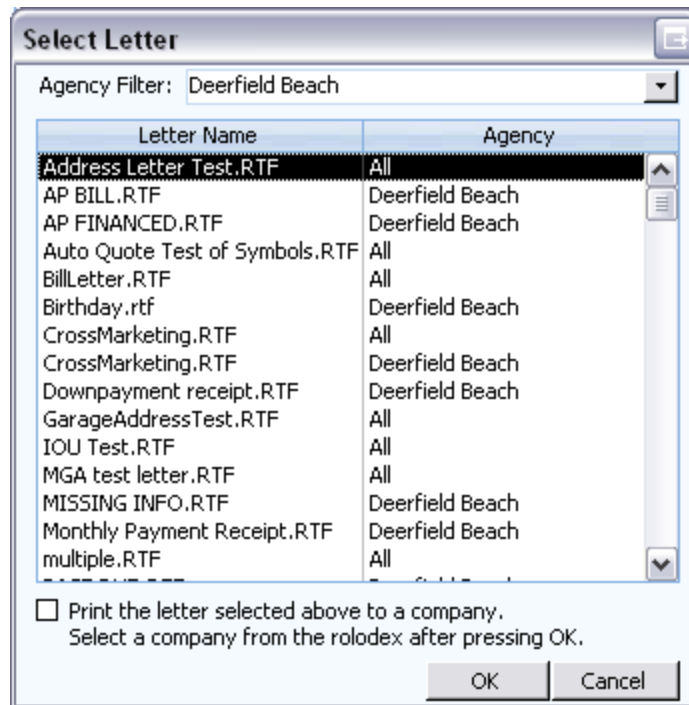 Select Letter
Agency Filter: Deerfield Beach
Letter Name Agency
Address Letter Test.RTF All
AP BILL.RTF Deerfield Beach
AP FINANCED.RTF Deerfield Beach
Auto Quote Test of Symbols.RTF All
BillLetter.RTF All
Birthday.rtf Deerfield Beach
CrossMarketing.RTF All
CrossMarketing.RTF Deerfield Beach
Downpayment receipt.RTF Deerfield Beach
GarageAddressTest.RTF All
IOU Test.RTF All
MGA test letter.RTF All
MISSING INFO.RTF Deerfield Beach
Monthly Payment Receipt.RTF Deerfield Beach
multiple.RTF All
Print the letter selected above to a company.
Select a company from the rolodex after pressing OK.
OK Cancel